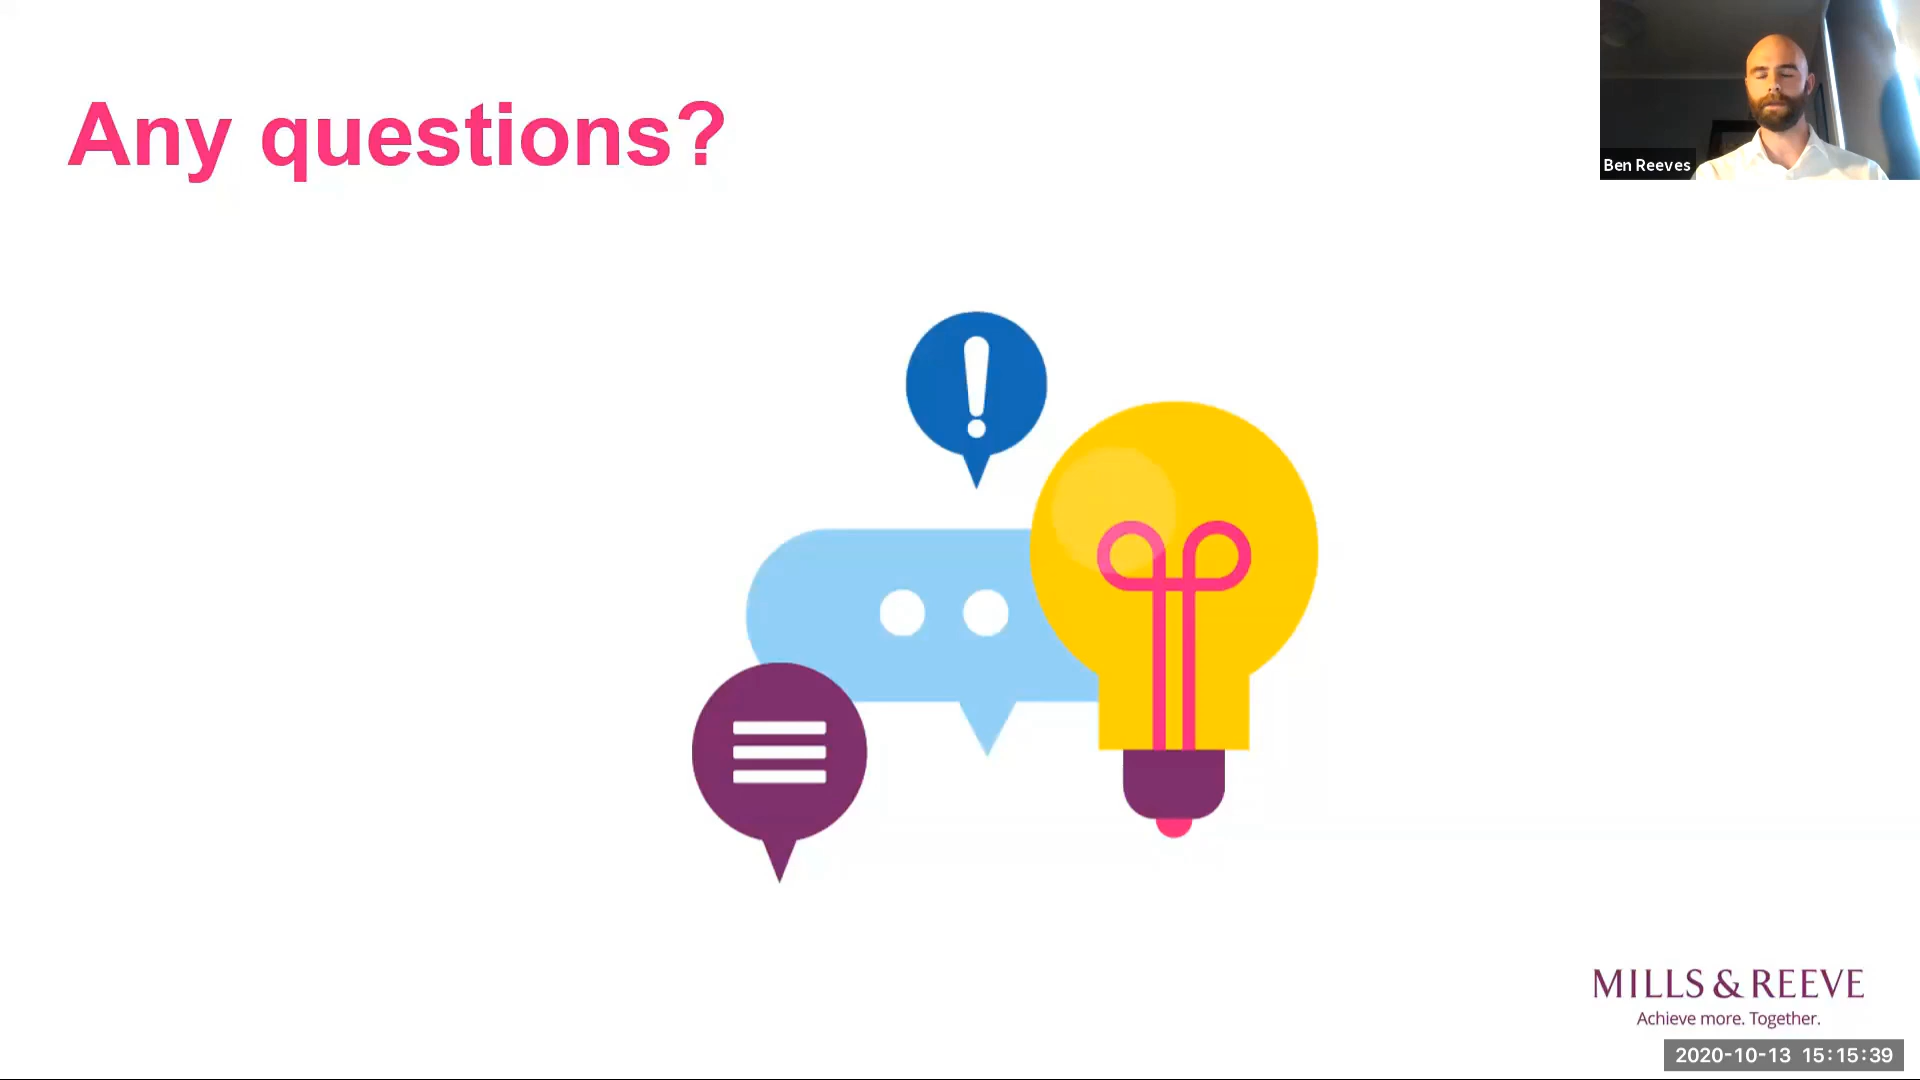 Any questions?
Ben Reeves
!
MILLS & REEVE
Achieve more. Together.
2020-10-13 15:15:39